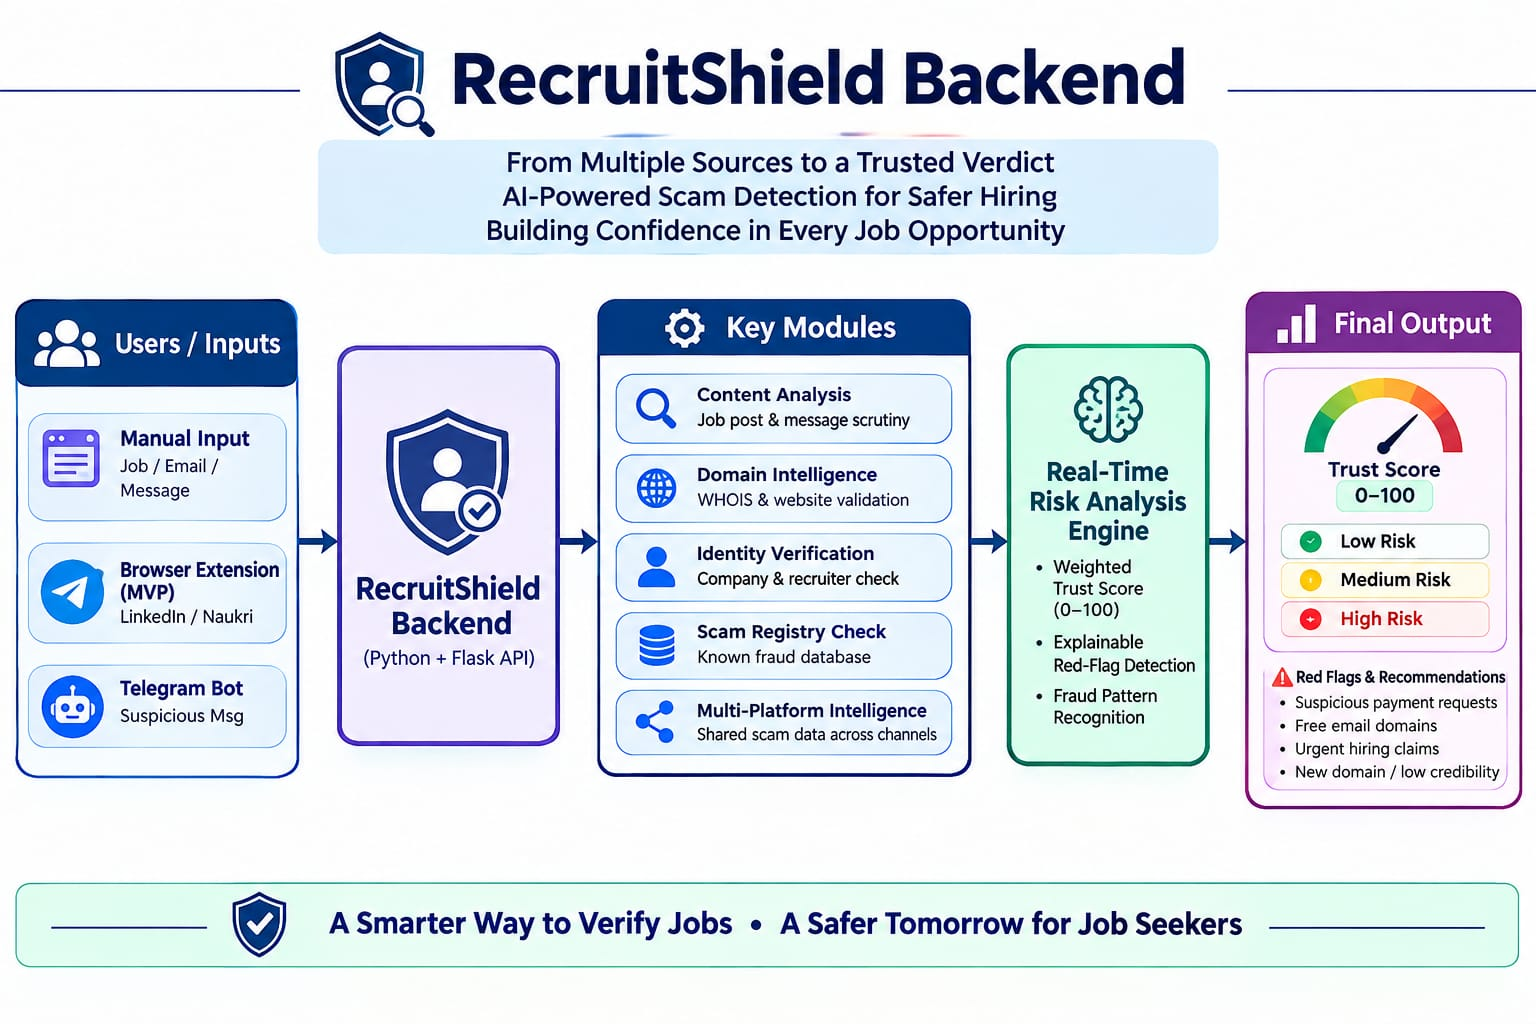 RecruitShield Backend
From Multiple Sources to a Trusted Verdict
AI-Powered Scam Detection for Safer Hiring
Building Confidence in Every Job Opportunity
Users / Inputs
Manual Input
Job / Email /
Message
Browser Extension
(MVP)
LinkedIn / Naukri
Telegram Bot
Suspicious Msg
RecruitShield
Backend
(Python + Flask API)
Key Modules
Content Analysis
Job post & message scrutiny
Domain Intelligence
WHOIS & website validation
Identity Verification
Company & recruiter check
Scam Registry Check
Known fraud database
Multi-Platform Intelligence
Shared scam data across channels
Real-Time
Risk Analysis
Engine
• Weighted
Trust Score
(0–100)
• Explainable
Red-Flag Detection
• Fraud Pattern
Recognition
Final Output
Trust Score
0–100
Low Risk
Medium Risk
High Risk
Red Flags & Recommendations
• Suspicious payment requests
• Free email domains
• Urgent hiring claims
• New domain / low credibility
A Smarter Way to Verify Jobs • A Safer Tomorrow for Job Seekers